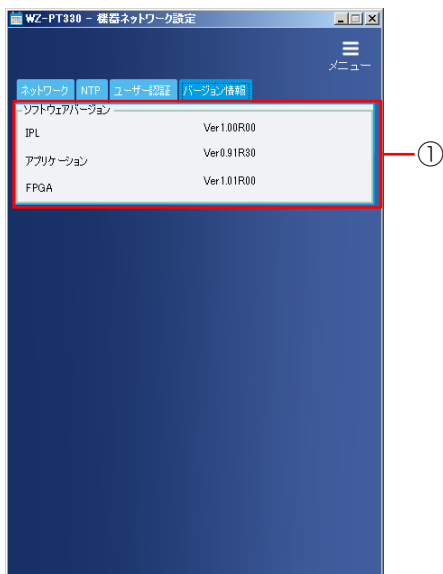 WZ-PT330 - 機器ネットワーク設定
メニュー
ネットワーク NTP ユーザー認証 バージョン情報
ソフトウェアバージョン
IPL Ver1.00R00
アプリケーション Ver0.91R30
FPGA Ver1.01R00
①